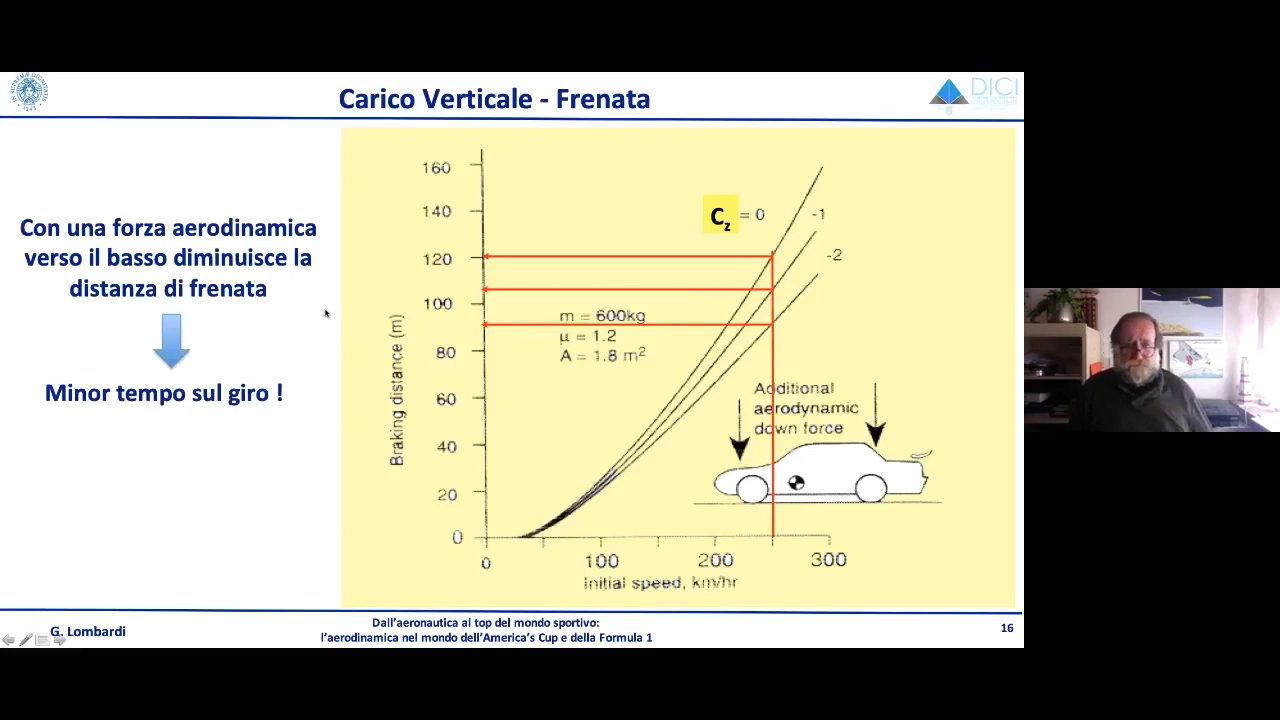 Carico Verticale - Frenata
DICI
Con una forza aerodinamica
verso il basso diminuisce la
distanza di frenata
Minor tempo sul giro !
Braking distance (m)
160
140
120
100
80
60
40
20
0
Cz = 0
-1
-2
m = 600kg
μ = 1.2
A = 1.8 m2
Additional
aerodynamic
down force
0 100 200 300
Initial speed, km/hr
G. Lombardi
Dall'aeronautica al top del mondo sportivo:
l'aerodinamica nel mondo dell'America's Cup e della Formula 1
16